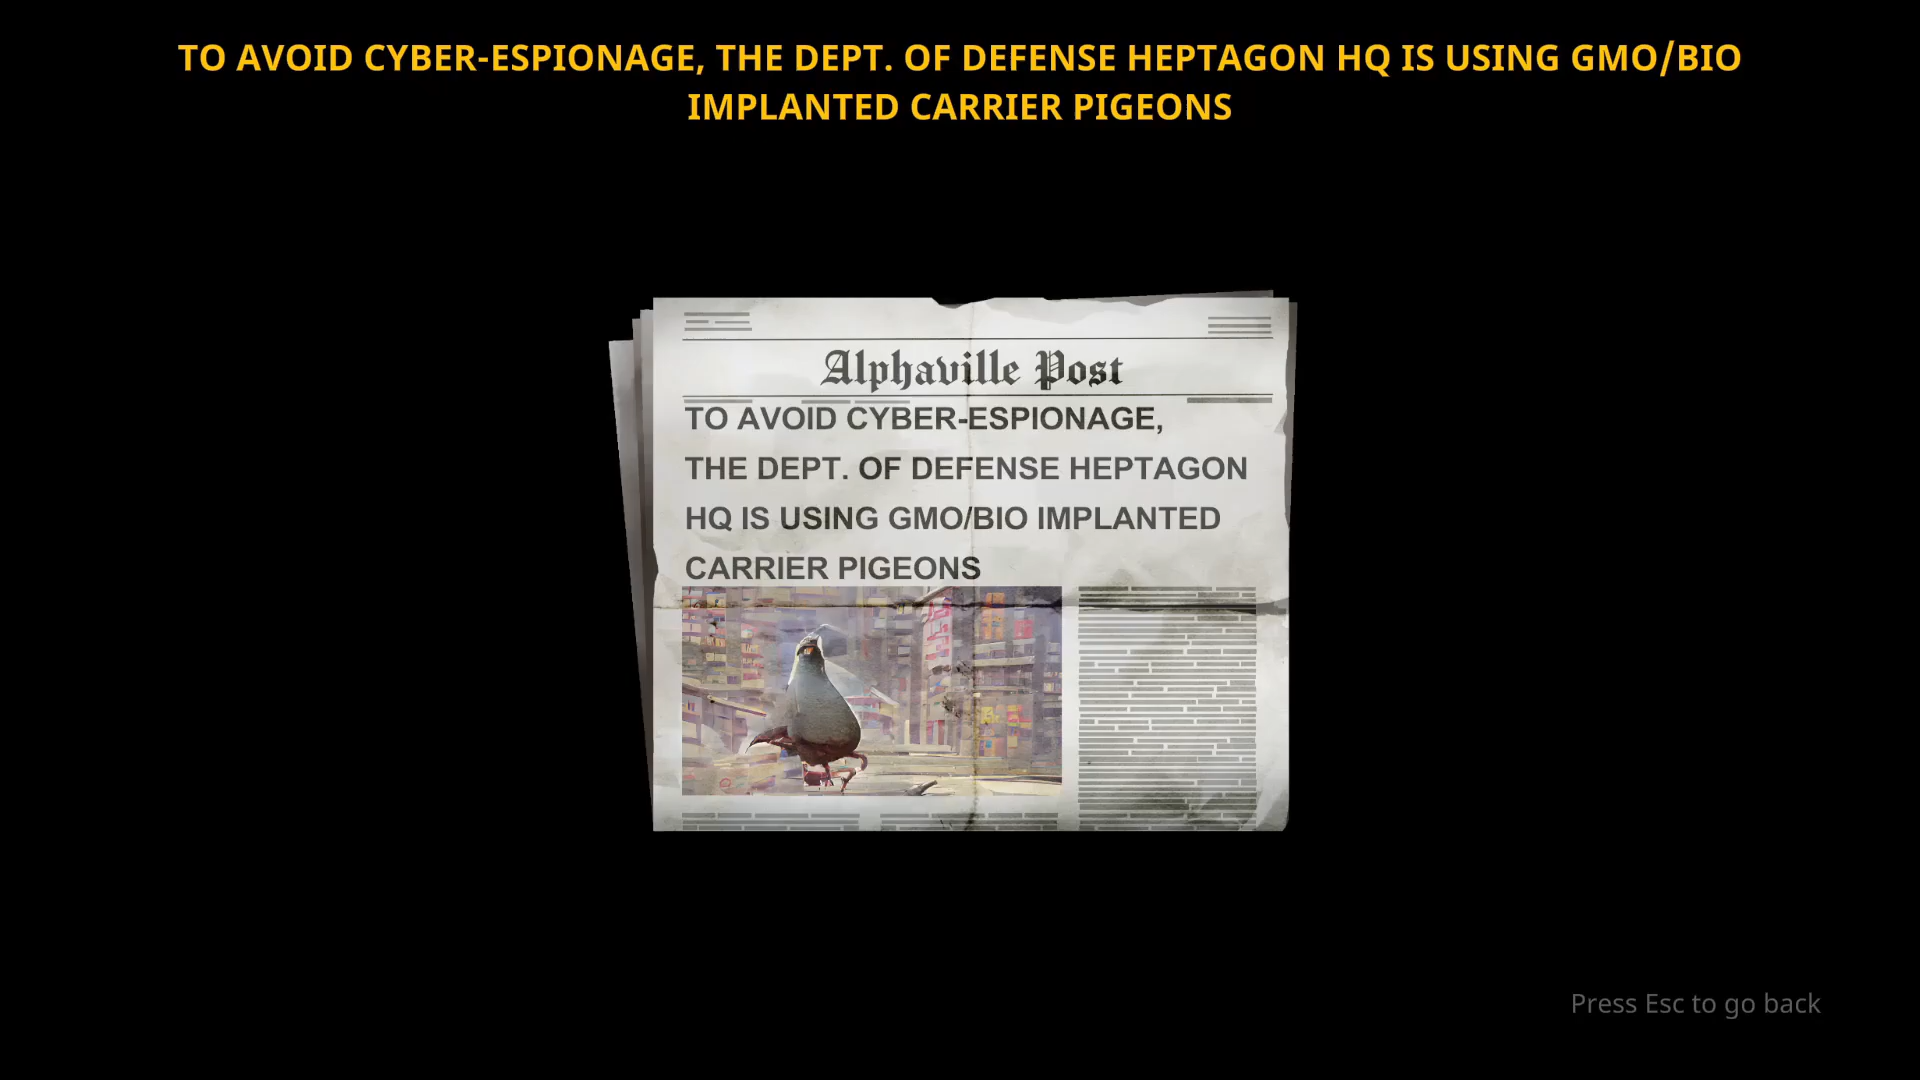 TO AVOID CYBER-ESPIONAGE, THE DEPT. OF DEFENSE HEPTAGON HQ IS USING GMO/BIO
IMPLANTED CARRIER PIGEONS
Alphaville Post
TO AVOID CYBER-ESPIONAGE,
THE DEPT. OF DEFENSE HEPTAGON
HQ IS USING GMO/BIO IMPLANTED
CARRIER PIGEONS
Press Esc to go back